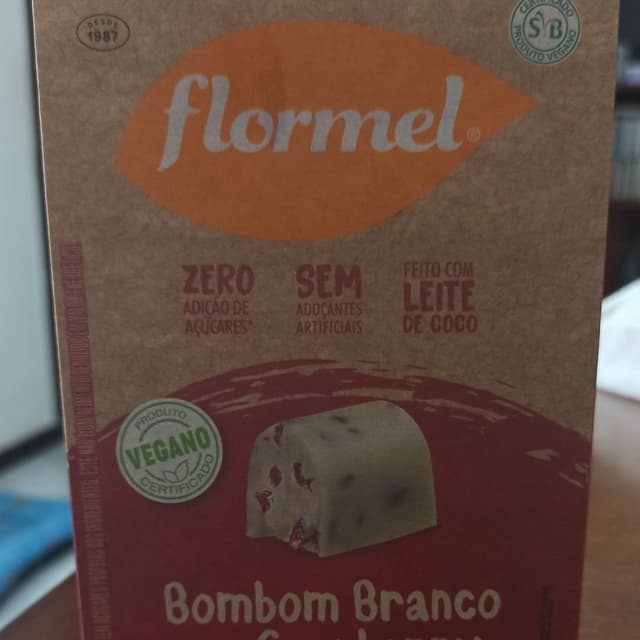 DESDE
1987
CERTIFICADO
SVB
PRODUTO VEGANO
flormel®
ZERO
ADIÇÃO DE
AÇÚCARES*
SEM
ADOÇANTES
ARTIFICIAIS
FEITO COM
LEITE
DE COCO
PRODUTO
VEGANO
CERTIFICADO
Bombom Branco